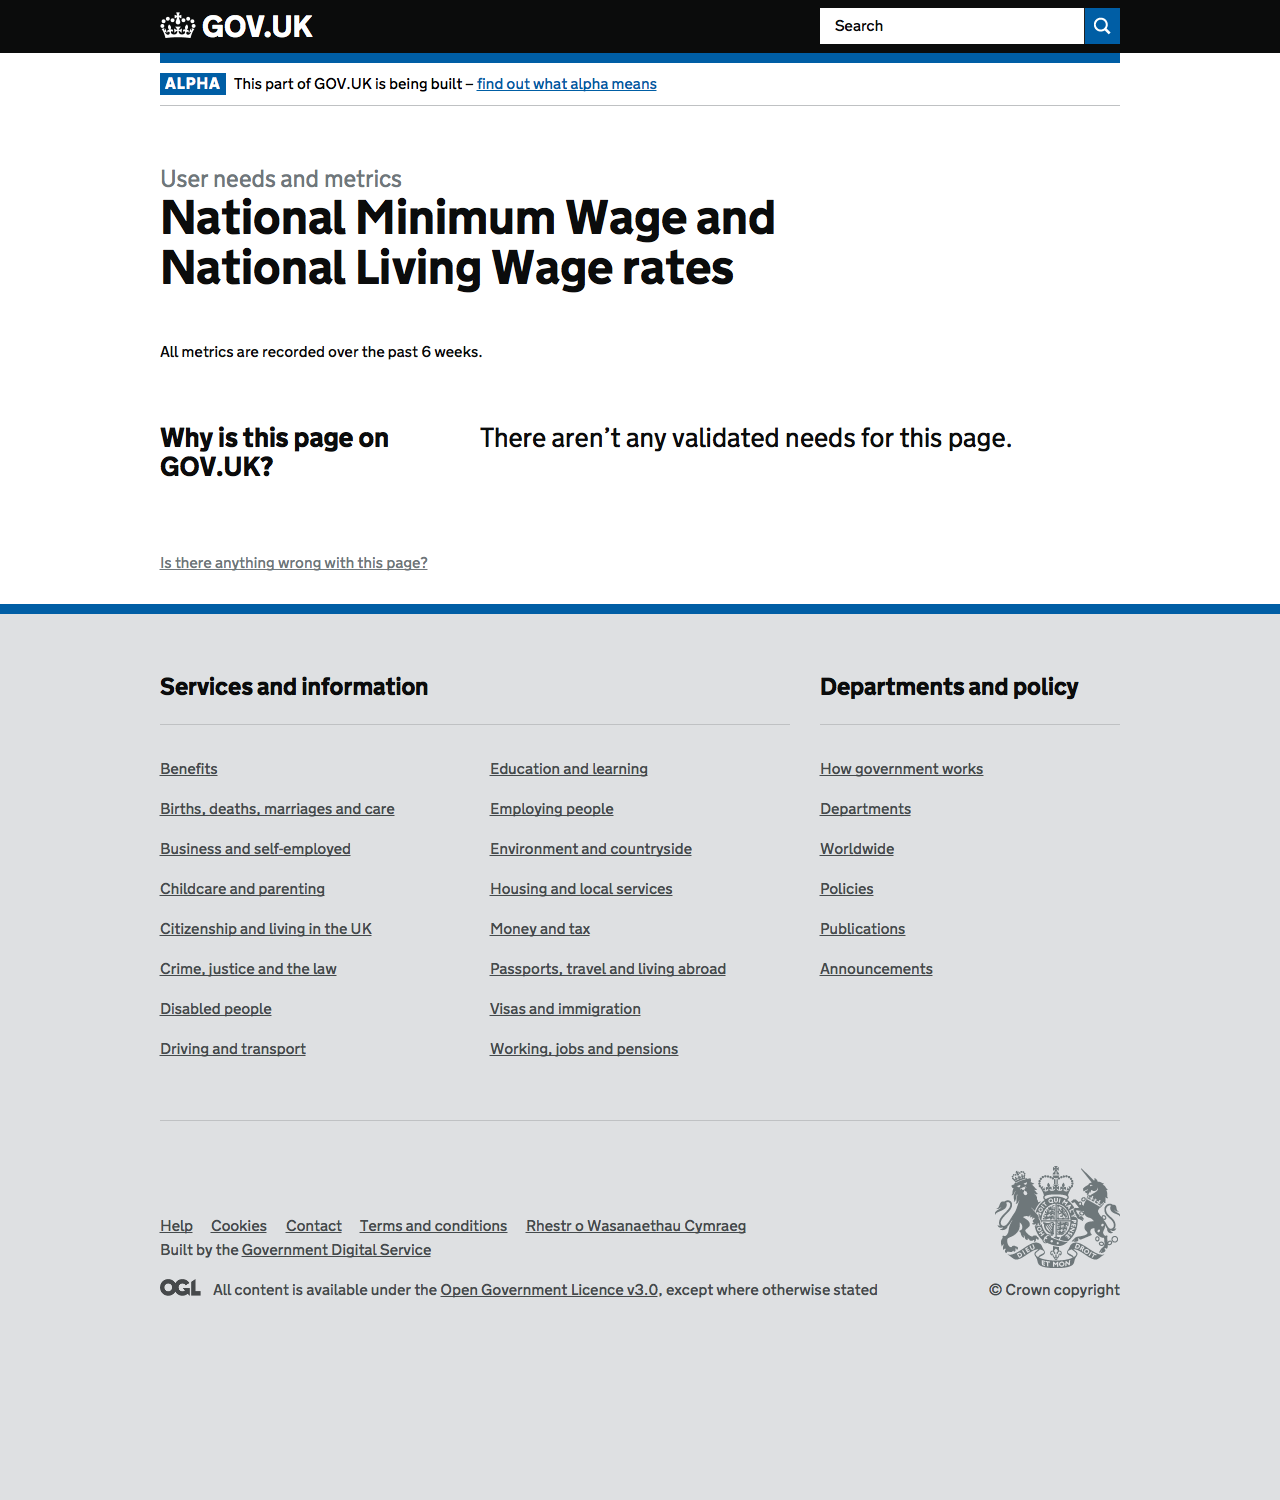 GOV.UK
Search
ALPHA This part of GOV.UK is being built – find out what alpha means
User needs and metrics
National Minimum Wage and
National Living Wage rates
All metrics are recorded over the past 6 weeks.
Why is this page on
GOV.UK?
There aren’t any validated needs for this page.
Is there anything wrong with this page?
Services and information
Benefits
Births, deaths, marriages and care
Business and self-employed
Childcare and parenting
Citizenship and living in the UK
Crime, justice and the law
Disabled people
Driving and transport
Education and learning
Employing people
Environment and countryside
Housing and local services
Money and tax
Passports, travel and living abroad
Visas and immigration
Working, jobs and pensions
Departments and policy
How government works
Departments
Worldwide
Policies
Publications
Announcements
Help Cookies Contact Terms and conditions Rhestr o Wasanaethau Cymraeg
Built by the Government Digital Service
OGL All content is available under the Open Government Licence v3.0, except where otherwise stated
DIEU ET MON DROIT
© Crown copyright